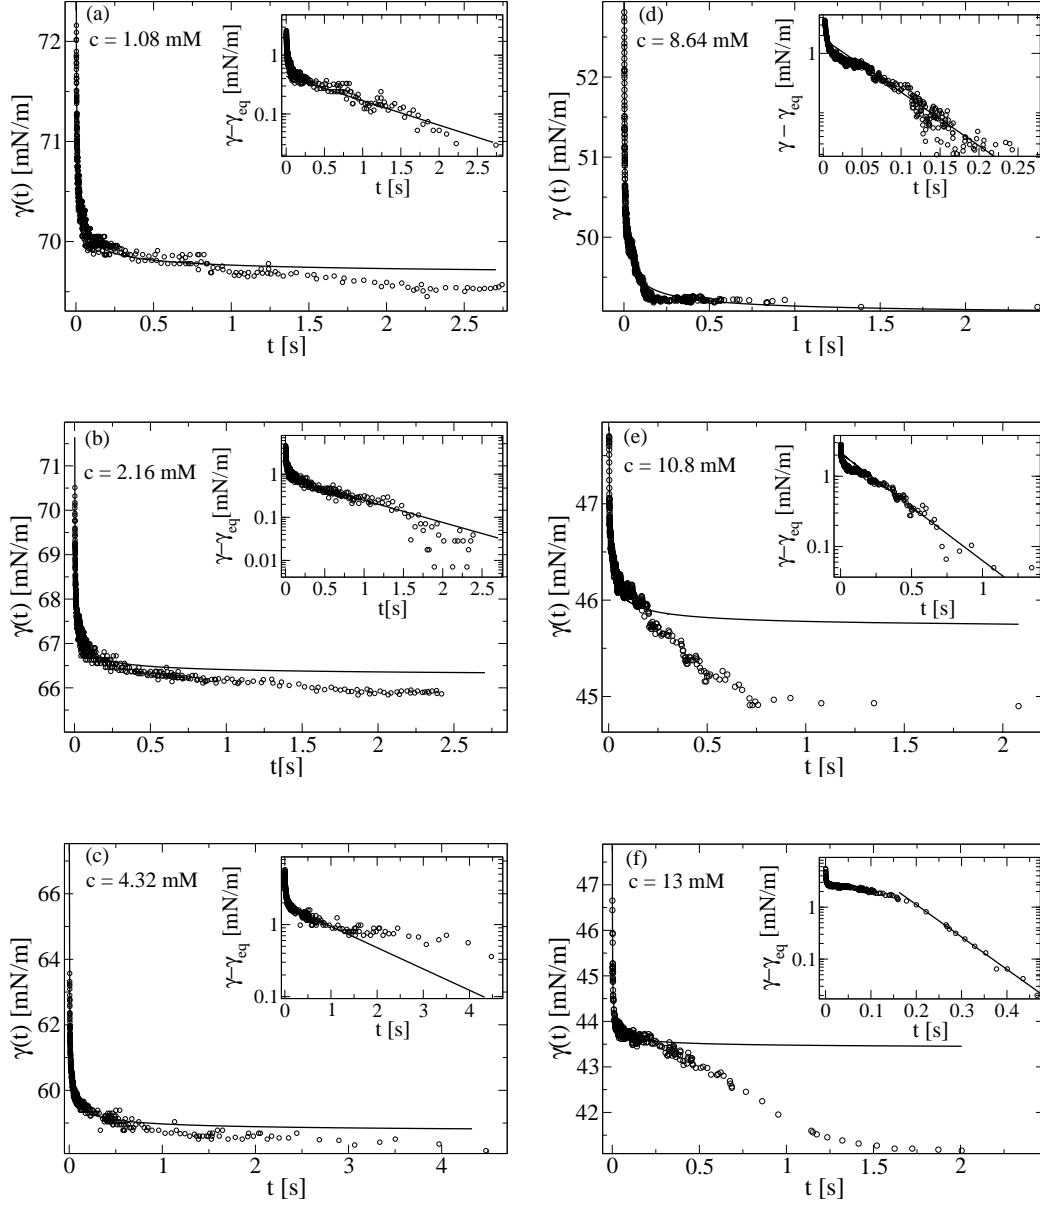 (a)
c = 1.08 mM
γ(t) [mN/m]
72
71
70
0
0.5
1
1.5
2
2.5
t [s]
γ−γeq [mN/m]
1
0.1
0
0.5
1.0
1.5
2.0
2.5
t [s]
(d)
c = 8.64 mM
γ (t) [mN/m]
52
51
50
0
0.5
1
1.5
2
t [s]
γ − γeq [mN/m]
1
0.1
0
0.05
0.1
0.15
0.2
0.25
t [s]
(b)
c = 2.16 mM
γ(t) [mN/m]
71
70
69
68
67
66
0
0.5
1
1.5
2
2.5
t[s]
γ−γeq[mN/m]
1
0.1
0.01
0
0.5
1
1.5
2
2.5
t[s]
(e)
c = 10.8 mM
γ(t) [mN/m]
47
46
45
0
0.5
1
1.5
2
t [s]
γ−γeq [mN/m]
1
0.1
0
0.5
1
t [s]
(c)
c = 4.32 mM
γ(t) [mN/m]
66
64
62
60
0
1
2
3
4
t [s]
γ−γeq [mN/m]
1
0.1
0
1
2
3
4
t [s]
(f)
c = 13 mM
γ(t) [mN/m]
47
46
45
44
43
42
0
0.5
1
1.5
2
t [s]
γ−γeq [mN/m]
1
0.1
0
0.1
0.2
0.3
0.4
t [s]